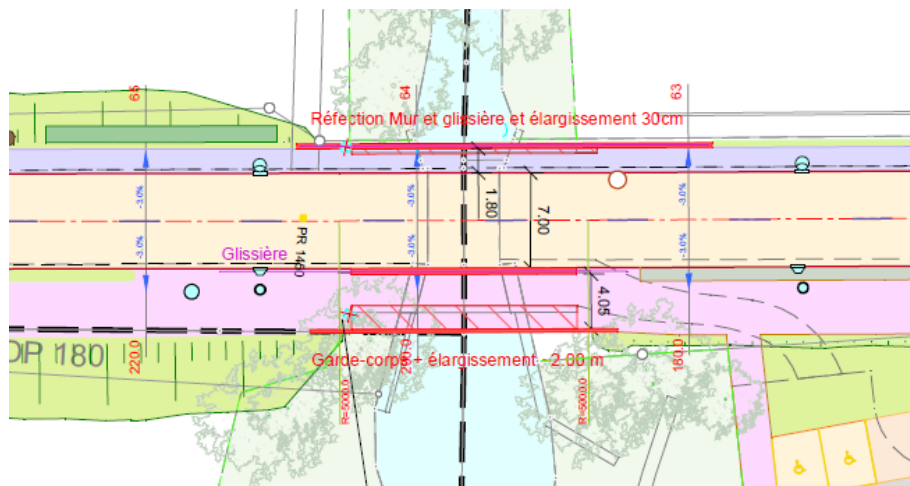 65
64
63
Réfection Mur et glissière et élargissement 30cm
-3.0%
-3.0%
-3.0%
1.80
7.00
-3.0%
-3.0%
-3.0%
PR
Glissière
4.05
180
220.0
200.0
180.0
Garde-corps + élargissement ~2.00 m
R=5000.0
R=5000.0